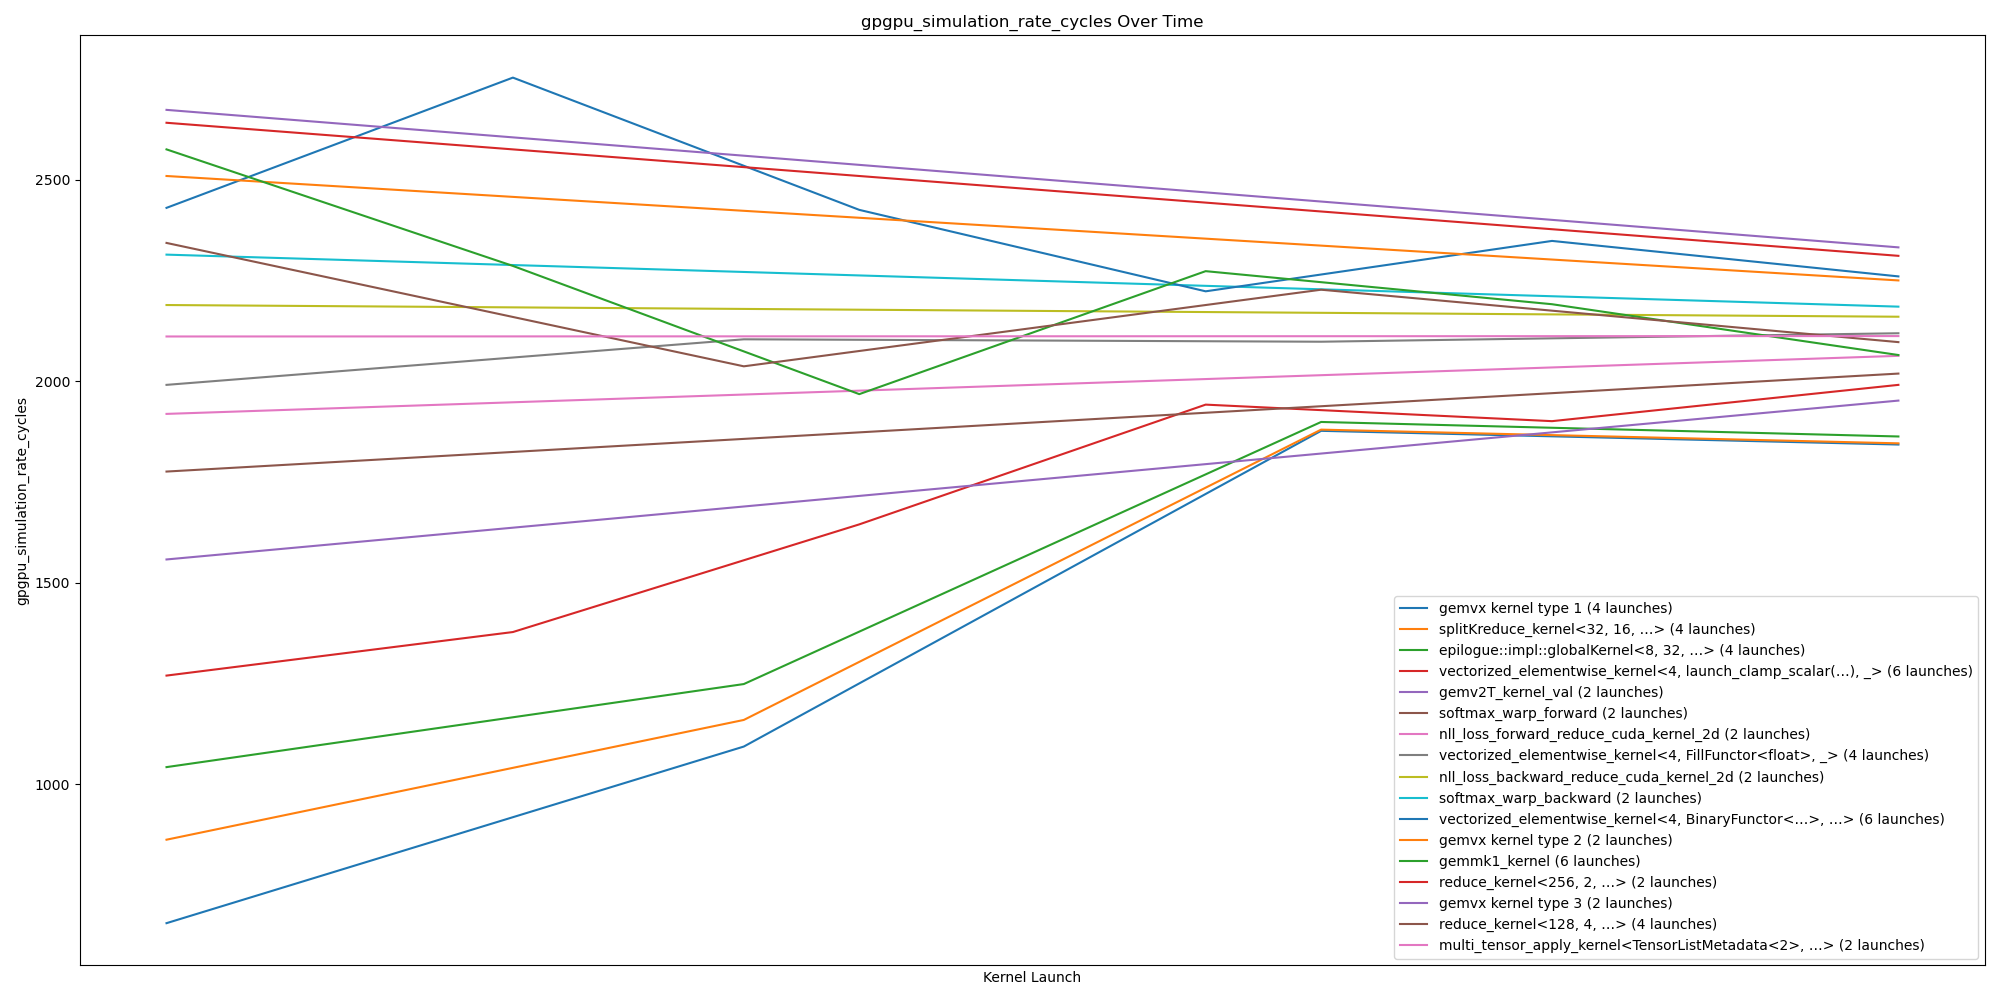 gpgpu_simulation_rate_cycles Over Time
gpgpu_simulation_rate_cycles
2500
2000
1500
1000
gemvx kernel type 1 (4 launches)
splitKreduce_kernel<32, 16, ...> (4 launches)
epilogue::impl::globalKernel<8, 32, ...> (4 launches)
vectorized_elementwise_kernel<4, launch_clamp_scalar(...), _> (6 launches)
gemv2T_kernel_val (2 launches)
softmax_warp_forward (2 launches)
nll_loss_forward_reduce_cuda_kernel_2d (2 launches)
vectorized_elementwise_kernel<4, FillFunctor<float>, _> (4 launches)
nll_loss_backward_reduce_cuda_kernel_2d (2 launches)
softmax_warp_backward (2 launches)
vectorized_elementwise_kernel<4, BinaryFunctor<...>, ...> (6 launches)
gemvx kernel type 2 (2 launches)
gemmk1_kernel (6 launches)
reduce_kernel<256, 2, ...> (2 launches)
gemvx kernel type 3 (2 launches)
reduce_kernel<128, 4, ...> (4 launches)
multi_tensor_apply_kernel<TensorListMetadata<2>, ...> (2 launches)
Kernel Launch